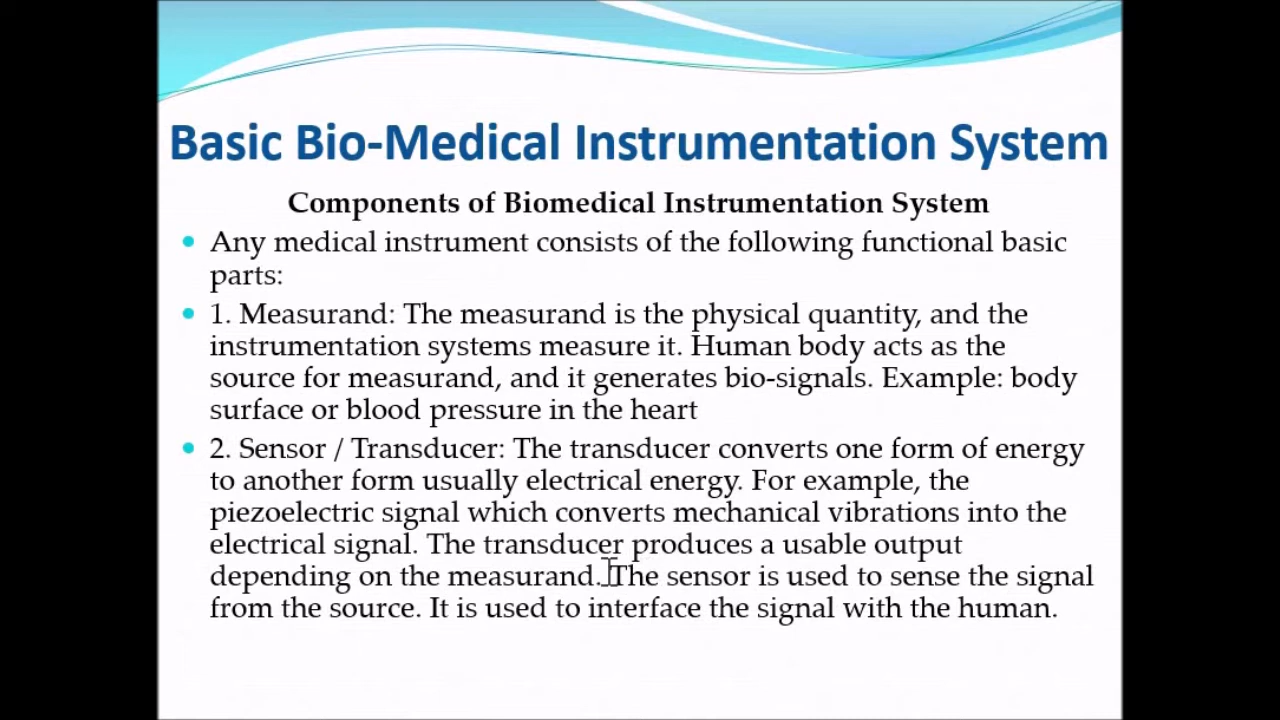 Basic Bio-Medical Instrumentation System
Components of Biomedical Instrumentation System
• Any medical instrument consists of the following functional basic
parts:
• 1. Measurand: The measurand is the physical quantity, and the
instrumentation systems measure it. Human body acts as the
source for measurand, and it generates bio-signals. Example: body
surface or blood pressure in the heart
• 2. Sensor / Transducer: The transducer converts one form of energy
to another form usually electrical energy. For example, the
piezoelectric signal which converts mechanical vibrations into the
electrical signal. The transducer produces a usable output
depending on the measurand. The sensor is used to sense the signal
from the source. It is used to interface the signal with the human.